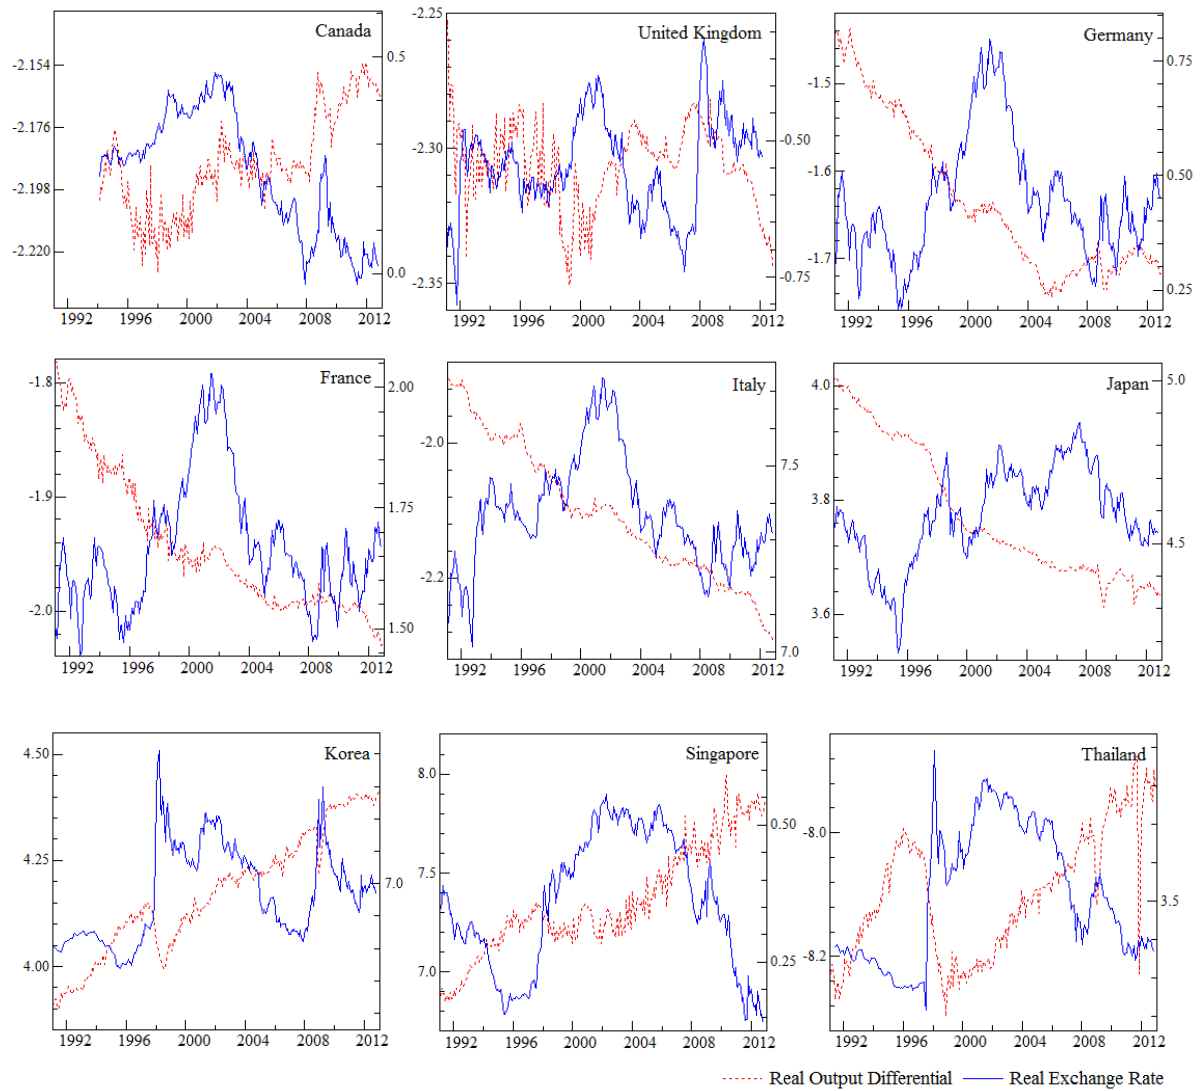 Canada
-2.154
-2.176
-2.198
-2.220
0.5
0.0
1992 1996 2000 2004 2008 2012
United Kingdom
-2.25
-2.30
-2.35
-0.50
-0.75
1992 1996 2000 2004 2008 2012
Germany
-1.5
-1.6
-1.7
0.75
0.50
0.25
1992 1996 2000 2004 2008 2012
France
-1.8
-1.9
-2.0
2.00
1.75
1.50
1992 1996 2000 2004 2008 2012
Italy
-2.0
-2.2
7.5
7.0
1992 1996 2000 2004 2008 2012
Japan
4.0
3.8
3.6
5.0
4.5
1992 1996 2000 2004 2008 2012
Korea
4.50
4.25
4.00
7.0
1992 1996 2000 2004 2008 2012
Singapore
8.0
7.5
7.0
0.50
0.25
1992 1996 2000 2004 2008 2012
Thailand
-8.0
-8.2
3.5
1992 1996 2000 2004 2008 2012
Real Output Differential Real Exchange Rate